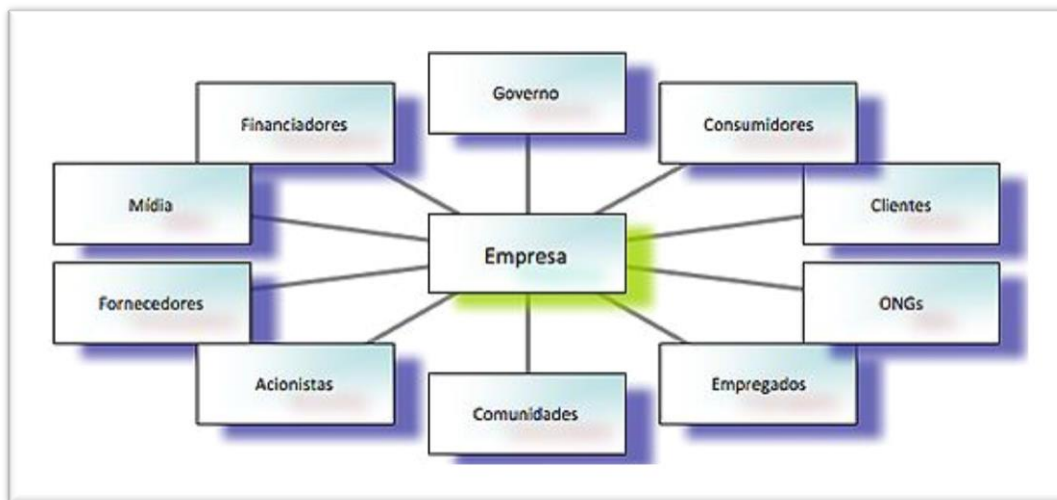 Governo
Financiadores
Consumidores
Mídia
Clientes
Empresa
Fornecedores
ONGs
Acionistas
Empregados
Comunidades